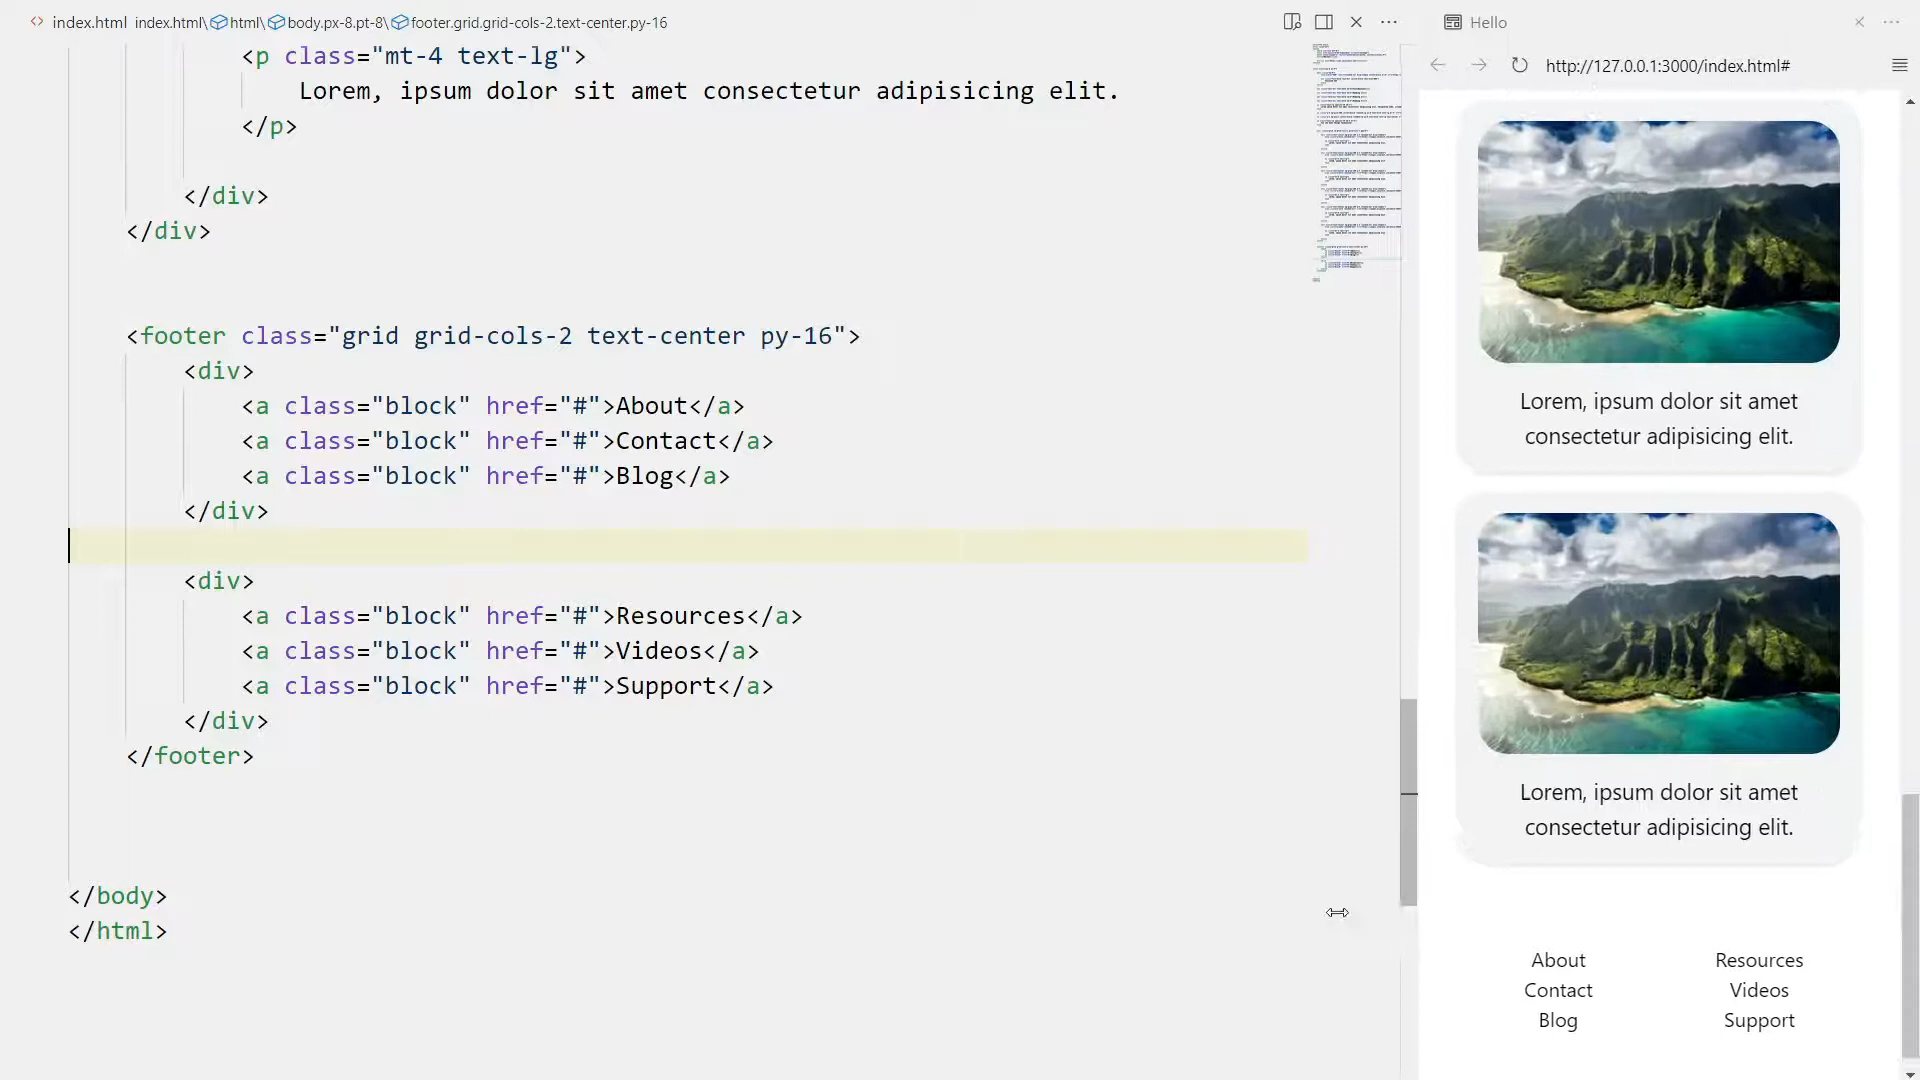 index.html index.html\html\body.px-8.pt-8\footer.grid.grid-cols-2.text-center.py-16
<p class="mt-4 text-lg">
Lorem, ipsum dolor sit amet consectetur adipisicing elit.
</p>
</div>
</div>
<footer class="grid grid-cols-2 text-center py-16">
<div>
<a class="block" href="#">About</a>
<a class="block" href="#">Contact</a>
<a class="block" href="#">Blog</a>
</div>
<div>
<a class="block" href="#">Resources</a>
<a class="block" href="#">Videos</a>
<a class="block" href="#">Support</a>
</div>
</footer>
</body>
</html>
Hello
http://127.0.0.1:3000/index.html#
Lorem, ipsum dolor sit amet
consectetur adipisicing elit.
Lorem, ipsum dolor sit amet
consectetur adipisicing elit.
About Resources
Contact Videos
Blog Support